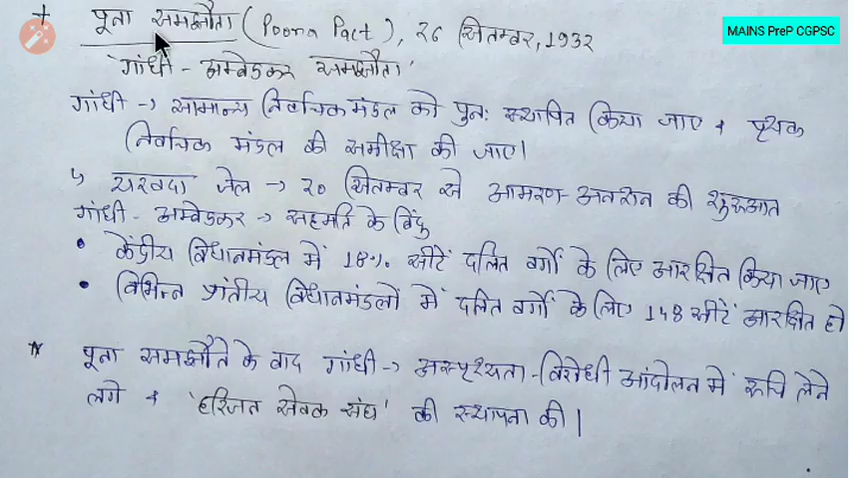 MAINS PreP CGPSC
+ पूना समझौता (Poona Pact), 26 सितम्बर, 1932
'गांधी - अम्बेडकर समझौता'
गांधी → सामान्य निर्वाचक मंडल को पुनः स्थापित किया जाए व पृथक
निर्वाचक मंडल की समीक्षा की जाए।
↳ यरवदा जेल → 20 सितम्बर से आमरण-अनशन की शुरुआत
गांधी - अम्बेडकर → सहमति के बिंदु
• केंद्रीय विधानमंडल में 18% सीटें दलित वर्गो के लिए आरक्षित किया जाए
• विभिन्न प्रांतीय विधानमंडलों में दलित वर्गो के लिए 148 सीटें आरक्षित हो
* पूना समझौते के बाद गांधी → अस्पृश्यता-विरोधी आंदोलन में रूचि लेने
लगे व 'हरिजन सेवक संघ' की स्थापना की|